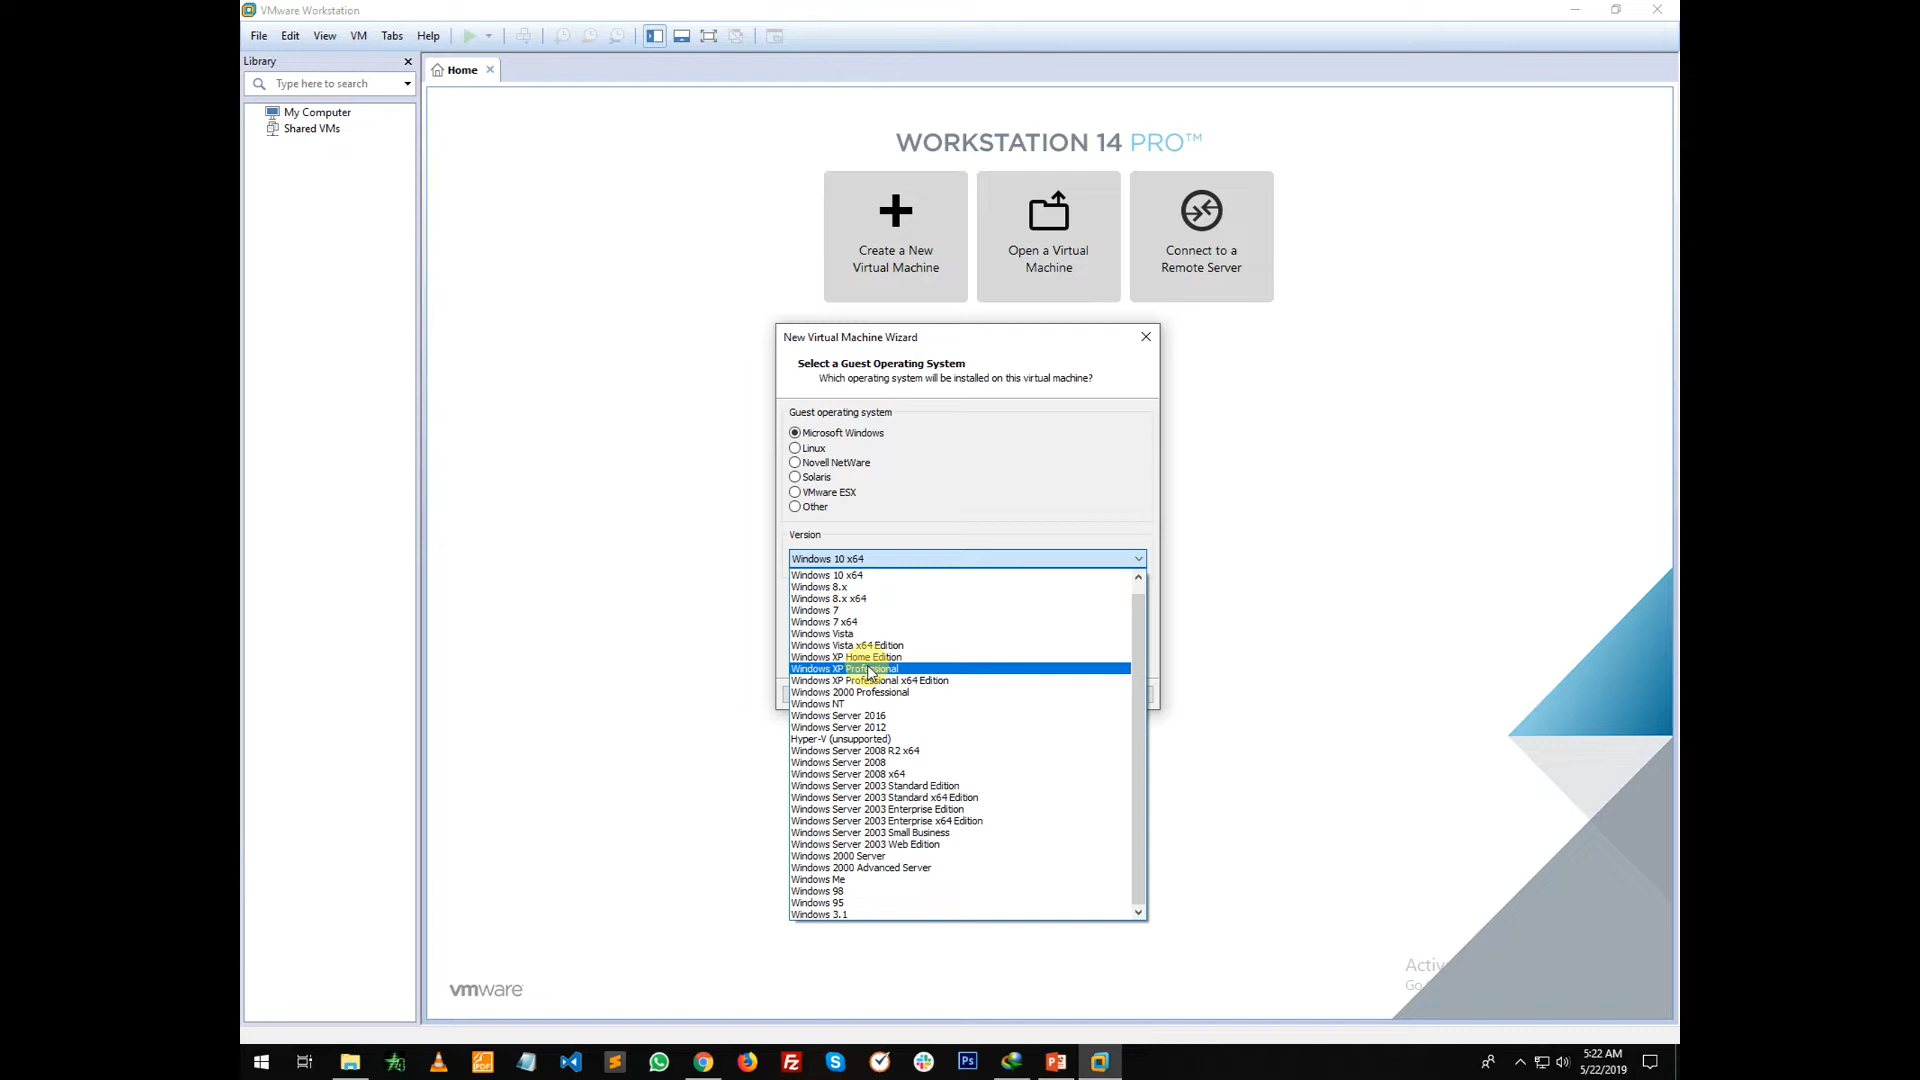 VMware Workstation
File Edit View VM Tabs Help
Library
Type here to search
My Computer
Shared VMs
Home
WORKSTATION 14 PRO™
Create a New
Virtual Machine
Open a Virtual
Machine
Connect to a
Remote Server
New Virtual Machine Wizard
Select a Guest Operating System
Which operating system will be installed on this virtual machine?
Guest operating system
Microsoft Windows
Linux
Novell NetWare
Solaris
VMware ESX
Other
Version
Windows 10 x64
Windows 10 x64
Windows 8.x
Windows 8.x x64
Windows 7
Windows 7 x64
Windows Vista
Windows Vista x64 Edition
Windows XP Home Edition
Windows XP Professional
Windows XP Professional x64 Edition
Windows 2000 Professional
Windows NT
Windows Server 2016
Windows Server 2012
Hyper-V (unsupported)
Windows Server 2008 R2 x64
Windows Server 2008
Windows Server 2008 x64
Windows Server 2003 Standard Edition
Windows Server 2003 Standard x64 Edition
Windows Server 2003 Enterprise Edition
Windows Server 2003 Enterprise x64 Edition
Windows Server 2003 Small Business
Windows Server 2003 Web Edition
Windows 2000 Server
Windows 2000 Advanced Server
Windows Me
Windows 98
Windows 95
Windows 3.1
vmware
Activ
Go
PDF
Ps
5:22 AM
5/22/2019